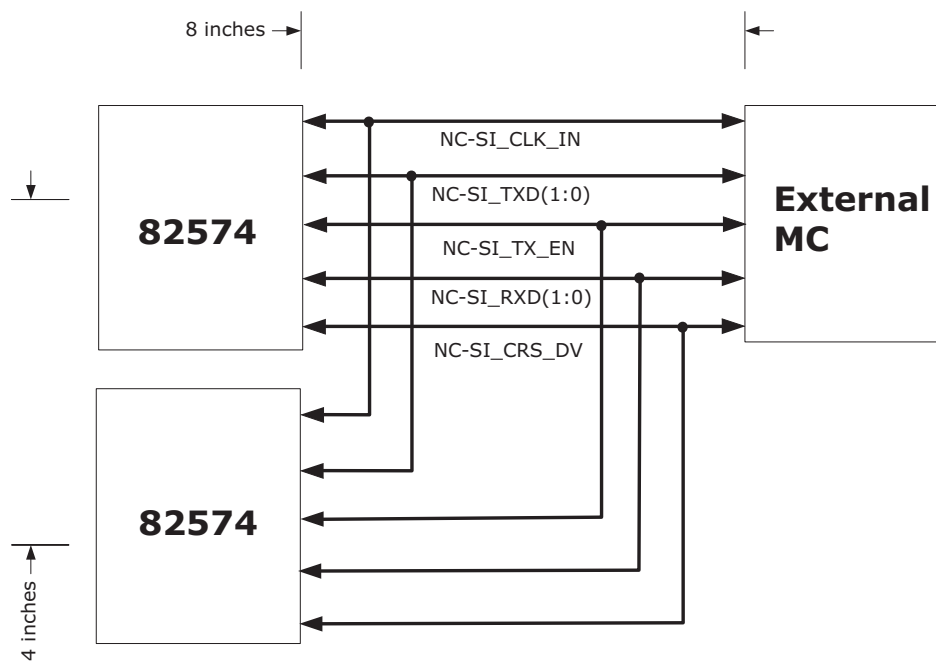 8 inches
NC-SI_CLK_IN
NC-SI_TXD(1:0)
82574
External
MC
NC-SI_TX_EN
NC-SI_RXD(1:0)
NC-SI_CRS_DV
82574
4 inches